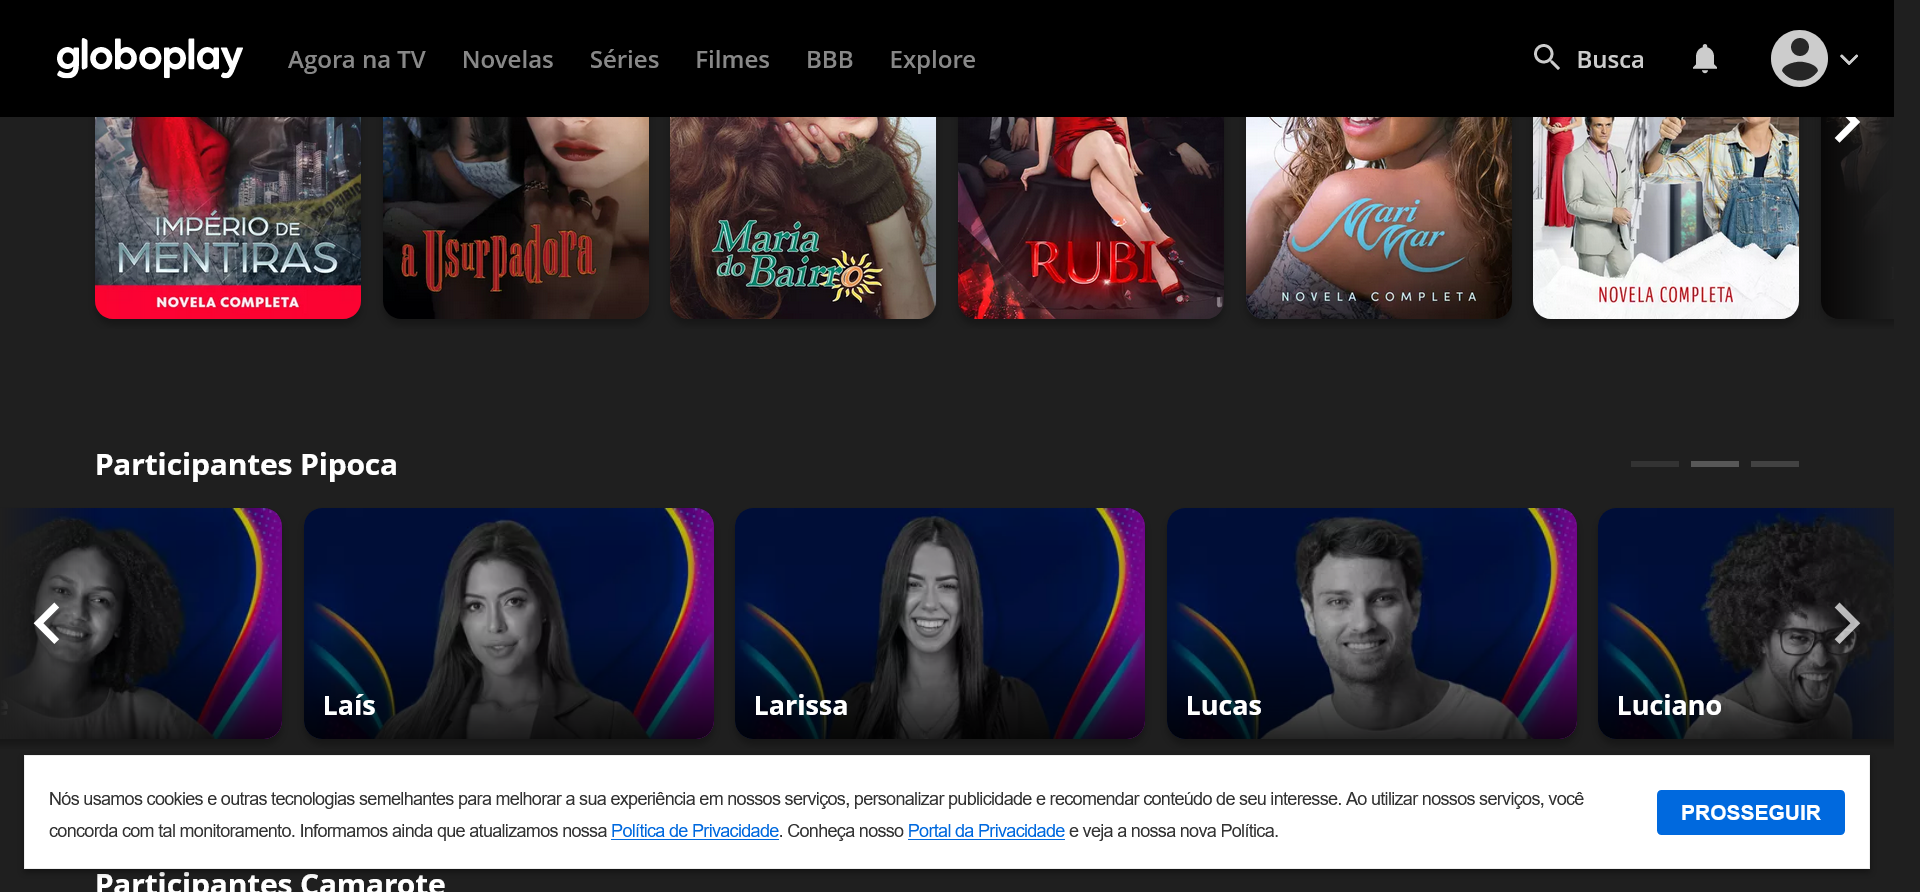 globoplay Agora na TV Novelas Séries Filmes BBB Explore Busca
IMPÉRIO DE
MENTIRAS
NOVELA COMPLETA
a Usurpadora
Maria
do Bairro
RUBI
Mari
Mar
NOVELA COMPLETA
NOVELA COMPLETA
Participantes Pipoca
Laís
Larissa
Lucas
Luciano
Nós usamos cookies e outras tecnologias semelhantes para melhorar a sua experiência em nossos serviços, personalizar publicidade e recomendar conteúdo de seu interesse. Ao utilizar nossos serviços, você
concorda com tal monitoramento. Informamos ainda que atualizamos nossa Política de Privacidade. Conheça nosso Portal da Privacidade e veja a nossa nova Política.
PROSSEGUIR
Participantes Camarote